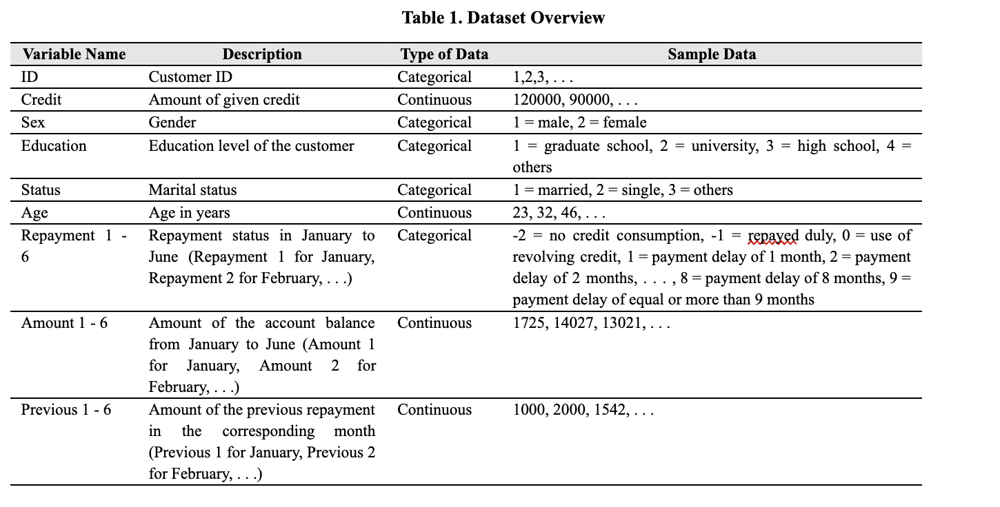 Table 1. Dataset Overview
Variable Name Description Type of Data Sample Data
ID Customer ID Categorical 1,2,3, . . .
Credit Amount of given credit Continuous 120000, 90000, . . .
Sex Gender Categorical 1 = male, 2 = female
Education Education level of the customer Categorical 1 = graduate school, 2 = university, 3 = high school, 4 =
others
Status Marital status Categorical 1 = married, 2 = single, 3 = others
Age Age in years Continuous 23, 32, 46, . . .
Repayment 1 - Repayment status in January to Categorical -2 = no credit consumption, -1 = repayed duly, 0 = use of
6 June (Repayment 1 for January, revolving credit, 1 = payment delay of 1 month, 2 = payment
Repayment 2 for February, . . .) delay of 2 months, . . . , 8 = payment delay of 8 months, 9 =
payment delay of equal or more than 9 months
Amount 1 - 6 Amount of the account balance Continuous 1725, 14027, 13021, . . .
from January to June (Amount 1
for January, Amount 2 for
February, . . .)
Previous 1 - 6 Amount of the previous repayment Continuous 1000, 2000, 1542, . . .
in the corresponding month
(Previous 1 for January, Previous 2
for February, . . .)